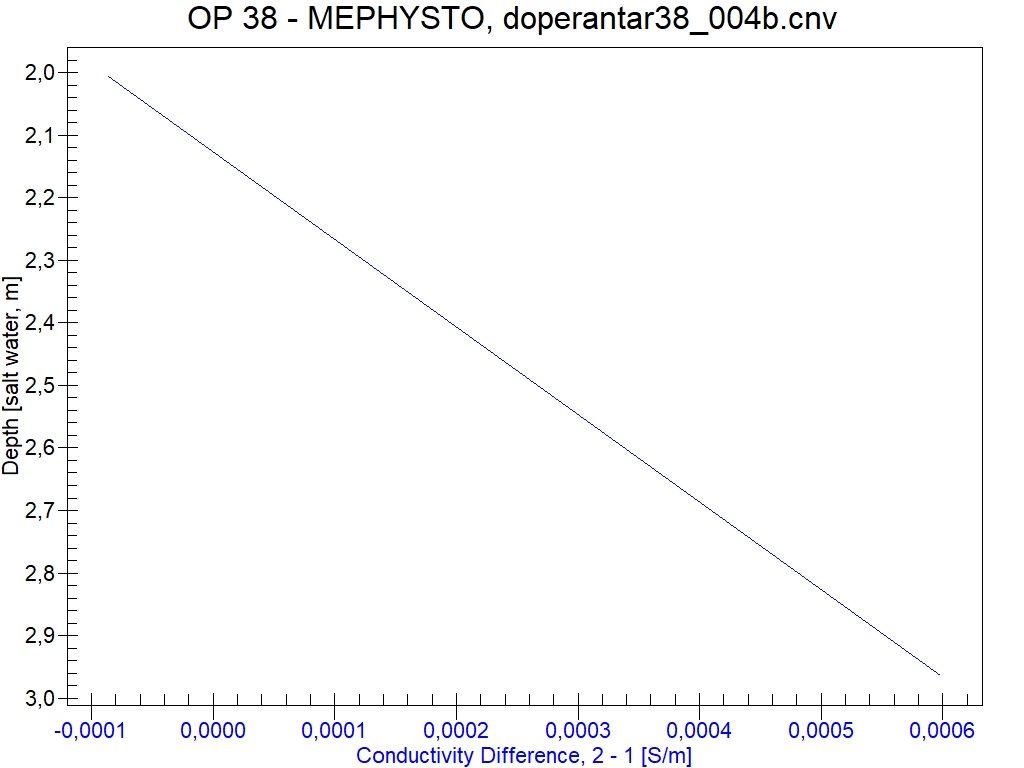 OP 38 - MEPHYSTO, doperantar38_004b.cnv
Depth [salt water, m]
2,0
2,1
2,2
2,3
2,4
2,5
2,6
2,7
2,8
2,9
3,0
-0,0001 0,0000 0,0001 0,0002 0,0003 0,0004 0,0005 0,0006
Conductivity Difference, 2 - 1 [S/m]